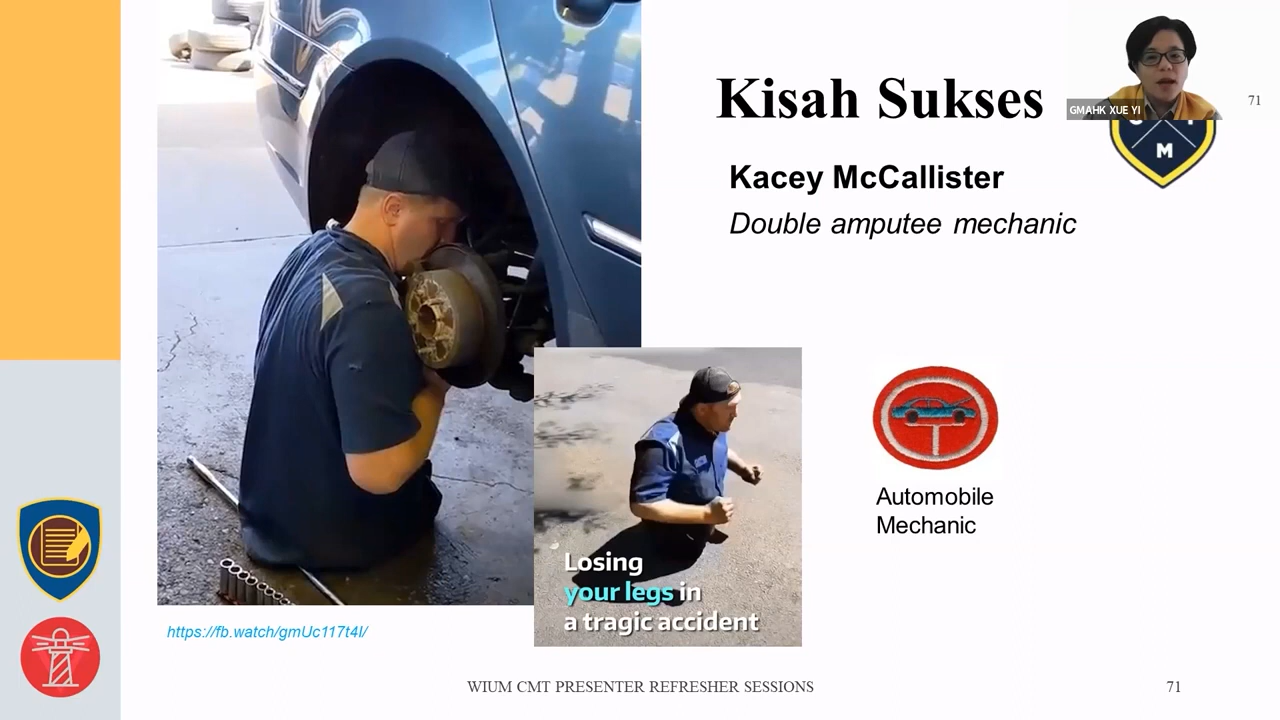 Kisah Sukses
GMAHK XUE YI
71
M
Kacey McCallister
Double amputee mechanic
Losing
your legs in
a tragic accident
Automobile
Mechanic
https://fb.watch/gmUc117t4I/
WIUM CMT PRESENTER REFRESHER SESSIONS
71